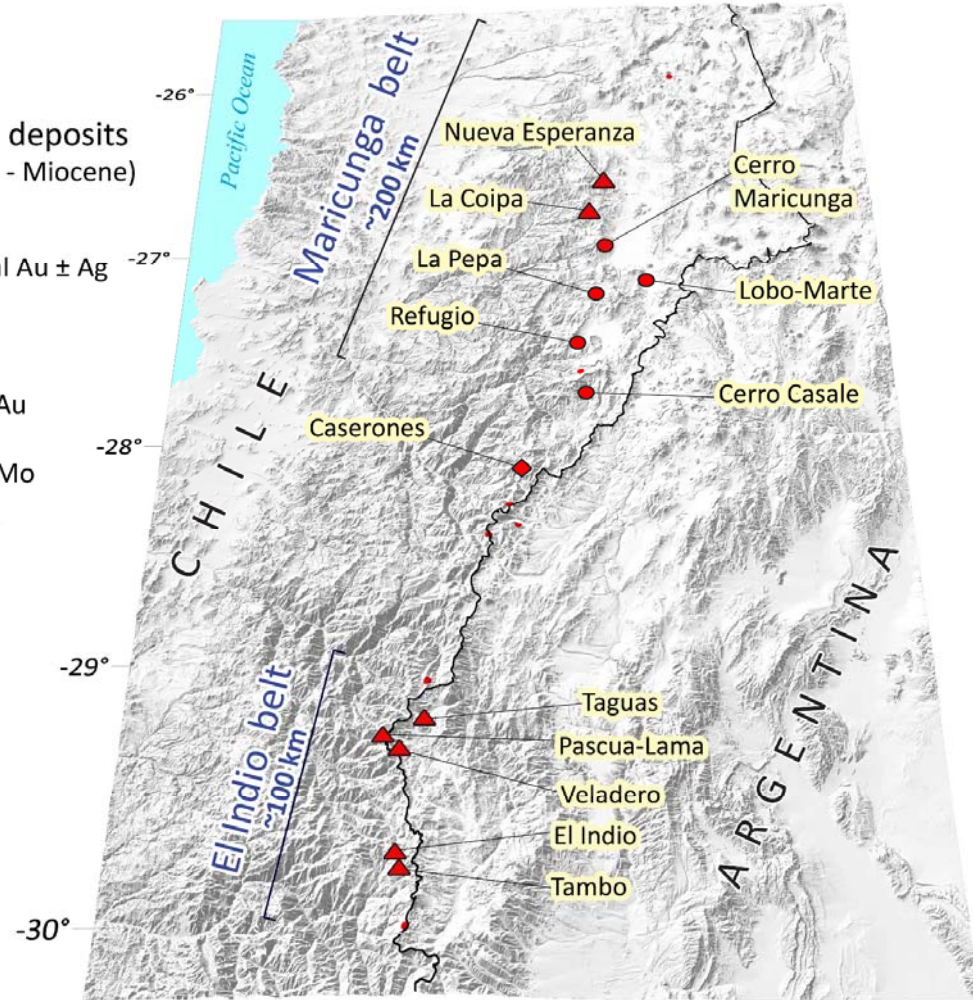 deposits
- Miocene)
Au ± Ag
Au
Mo
Pacific Ocean
Maricunga belt
~200 km
El Indio belt
~100 km
CHILE
ARGENTINA
-26°
-27°
-28°
-29°
-30°
Nueva Esperanza
La Coipa
Cerro
Maricunga
La Pepa
Lobo-Marte
Refugio
Cerro Casale
Caserones
Taguas
Pascua-Lama
Veladero
El Indio
Tambo